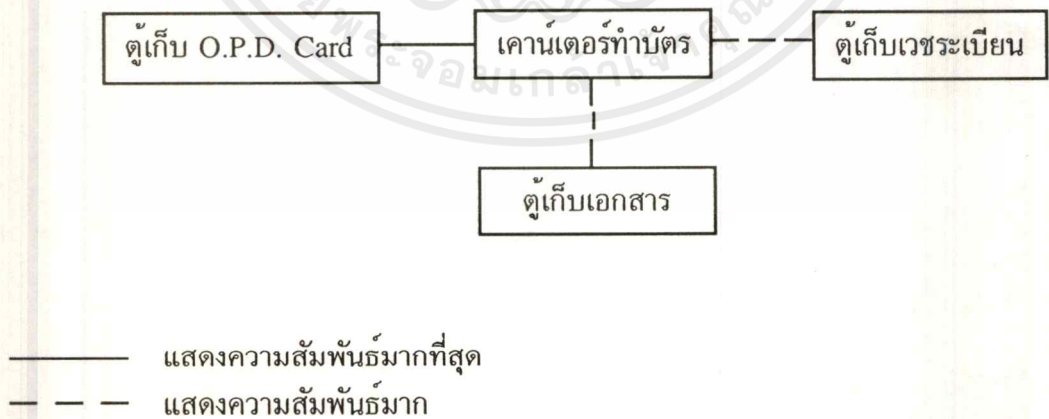 ตู้เก็บ O.P.D. Card
เคาน์เตอร์ทำบัตร
ตู้เก็บเวชระเบียน
ตู้เก็บเอกสาร
แสดงความสัมพันธ์มากที่สุด
แสดงความสัมพันธ์มาก